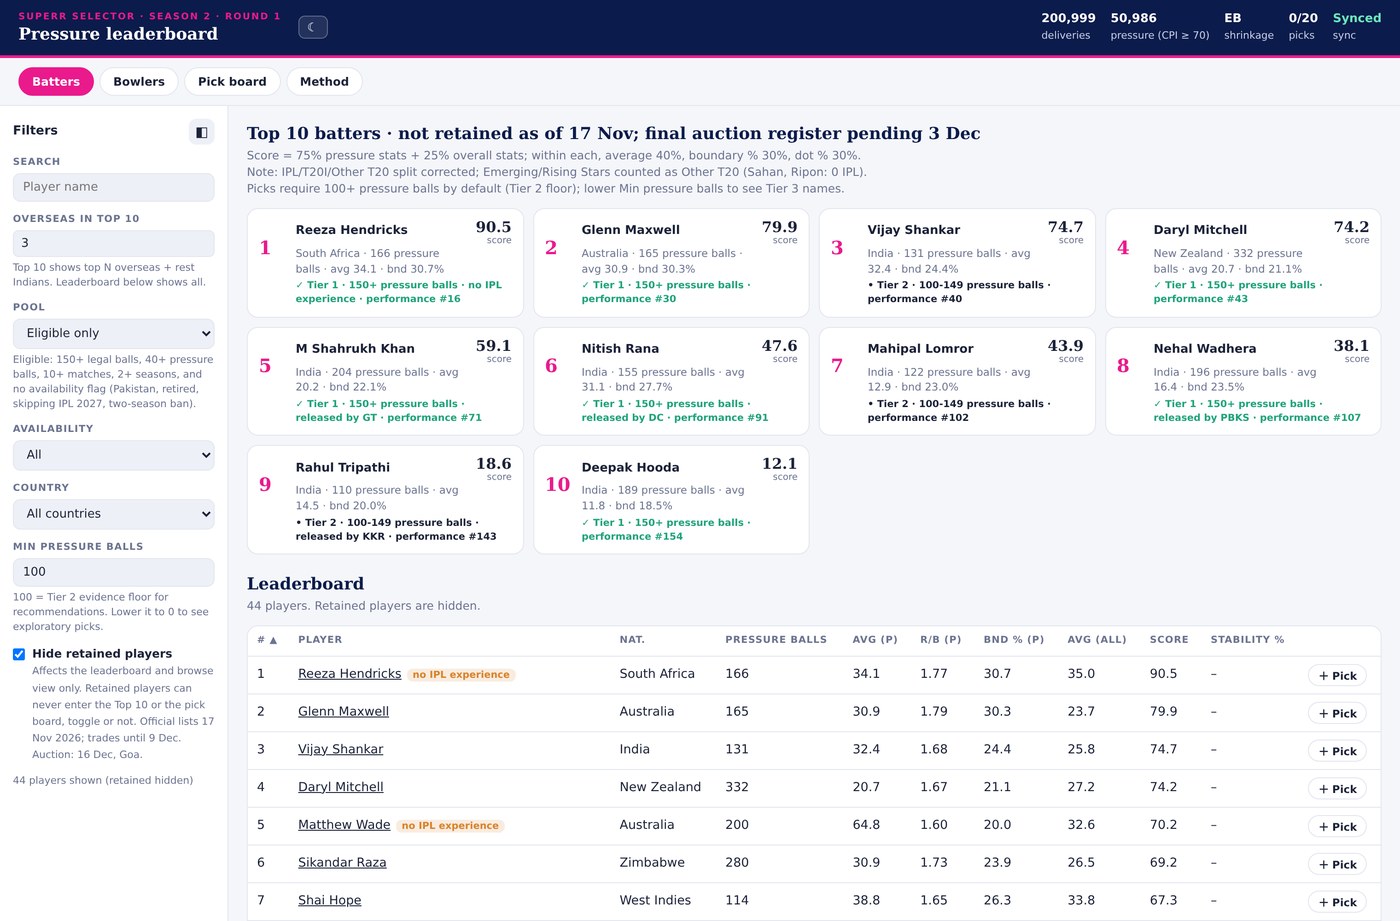 SUPERR SELECTOR · SEASON 2 · ROUND 1
Pressure leaderboard
☾
200,999
deliveries
50,986
pressure (CPI ≥ 70)
EB
shrinkage
0/20
picks
Synced
sync
Batters
Bowlers
Pick board
Method
Filters
SEARCH
Player name
OVERSEAS IN TOP 10
3
Top 10 shows top N overseas + rest
Indians. Leaderboard below shows all.
POOL
Eligible only
Eligible: 150+ legal balls, 40+ pressure
balls, 10+ matches, 2+ seasons, and
no availability flag (Pakistan, retired,
skipping IPL 2027, two-season ban).
AVAILABILITY
All
COUNTRY
All countries
MIN PRESSURE BALLS
100
100 = Tier 2 evidence floor for
recommendations. Lower it to 0 to see
exploratory picks.
Hide retained players
Affects the leaderboard and browse
view only. Retained players can
never enter the Top 10 or the pick
board, toggle or not. Official lists 17
Nov 2026; trades until 9 Dec.
Auction: 16 Dec, Goa.
44 players shown (retained hidden)
Top 10 batters · not retained as of 17 Nov; final auction register pending 3 Dec
Score = 75% pressure stats + 25% overall stats; within each, average 40%, boundary % 30%, dot % 30%.
Note: IPL/T20I/Other T20 split corrected; Emerging/Rising Stars counted as Other T20 (Sahan, Ripon: 0 IPL).
Picks require 100+ pressure balls by default (Tier 2 floor); lower Min pressure balls to see Tier 3 names.
1
Reeza Hendricks
90.5
score
South Africa · 166 pressure
balls · avg 34.1 · bnd 30.7%
✓ Tier 1 · 150+ pressure balls · no IPL
experience · performance #16
2
Glenn Maxwell
79.9
score
Australia · 165 pressure balls ·
avg 30.9 · bnd 30.3%
✓ Tier 1 · 150+ pressure balls ·
performance #30
3
Vijay Shankar
74.7
score
India · 131 pressure balls · avg
32.4 · bnd 24.4%
• Tier 2 · 100-149 pressure balls ·
performance #40
4
Daryl Mitchell
74.2
score
New Zealand · 332 pressure
balls · avg 20.7 · bnd 21.1%
✓ Tier 1 · 150+ pressure balls ·
performance #43
5
M Shahrukh Khan
59.1
score
India · 204 pressure balls · avg
20.2 · bnd 22.1%
✓ Tier 1 · 150+ pressure balls ·
released by GT · performance #71
6
Nitish Rana
47.6
score
India · 155 pressure balls · avg
31.1 · bnd 27.7%
✓ Tier 1 · 150+ pressure balls ·
released by DC · performance #91
7
Mahipal Lomror
43.9
score
India · 122 pressure balls · avg
12.9 · bnd 23.0%
• Tier 2 · 100-149 pressure balls ·
performance #102
8
Nehal Wadhera
38.1
score
India · 196 pressure balls · avg
16.4 · bnd 23.5%
✓ Tier 1 · 150+ pressure balls ·
released by PBKS · performance #107
9
Rahul Tripathi
18.6
score
India · 110 pressure balls · avg
14.5 · bnd 20.0%
• Tier 2 · 100-149 pressure balls ·
released by KKR · performance #143
10
Deepak Hooda
12.1
score
India · 189 pressure balls · avg
11.8 · bnd 18.5%
✓ Tier 1 · 150+ pressure balls ·
performance #154
Leaderboard
44 players. Retained players are hidden.
# ▲ PLAYER NAT. PRESSURE BALLS AVG (P) R/B (P) BND % (P) AVG (ALL) SCORE STABILITY %
1 Reeza Hendricks no IPL experience South Africa 166 34.1 1.77 30.7 35.0 90.5 – + Pick
2 Glenn Maxwell Australia 165 30.9 1.79 30.3 23.7 79.9 – + Pick
3 Vijay Shankar India 131 32.4 1.68 24.4 25.8 74.7 – + Pick
4 Daryl Mitchell New Zealand 332 20.7 1.67 21.1 27.2 74.2 – + Pick
5 Matthew Wade no IPL experience Australia 200 64.8 1.60 20.0 32.6 70.2 – + Pick
6 Sikandar Raza Zimbabwe 280 30.9 1.73 23.9 26.5 69.2 – + Pick
7 Shai Hope West Indies 114 38.8 1.65 26.3 33.8 67.3 – + Pick